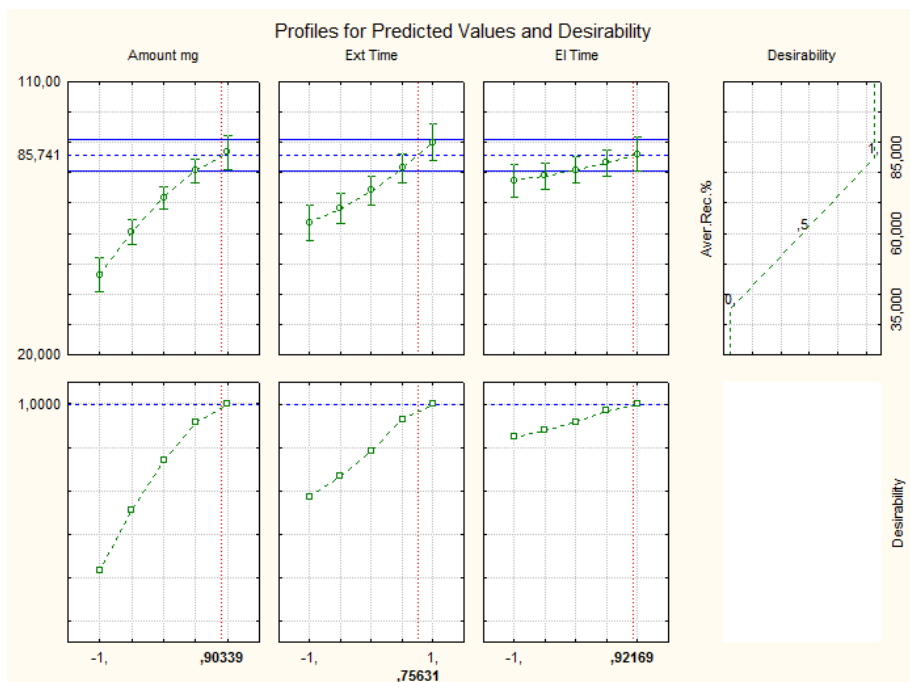 Profiles for Predicted Values and Desirability
Amount mg
Ext Time
El Time
Desirability
110,00
85,741
20,000
1,
,5
0,
Aver.Rec.%
85,000
60,000
35,000
1,0000
Desirability
-1,
,90339
-1,
1,
,75631
-1,
,92169